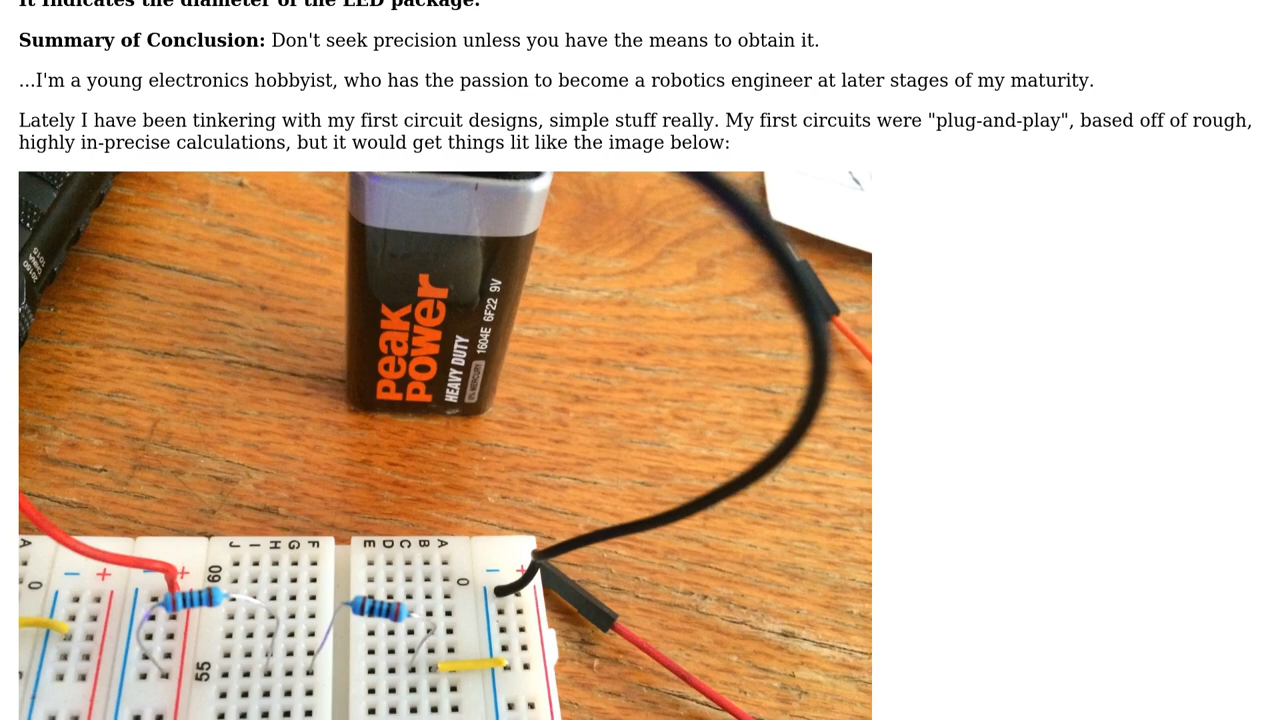 It indicates the diameter of the LED package.
Summary of Conclusion: Don't seek precision unless you have the means to obtain it.
...I'm a young electronics hobbyist, who has the passion to become a robotics engineer at later stages of my maturity.
Lately I have been tinkering with my first circuit designs, simple stuff really. My first circuits were "plug-and-play", based off of rough,
highly in-precise calculations, but it would get things lit like the image below:
Peak
Power
HEAVY DUTY
1604E 6F22 9V
A
0
60
55
J I H G F
E D C B A
0